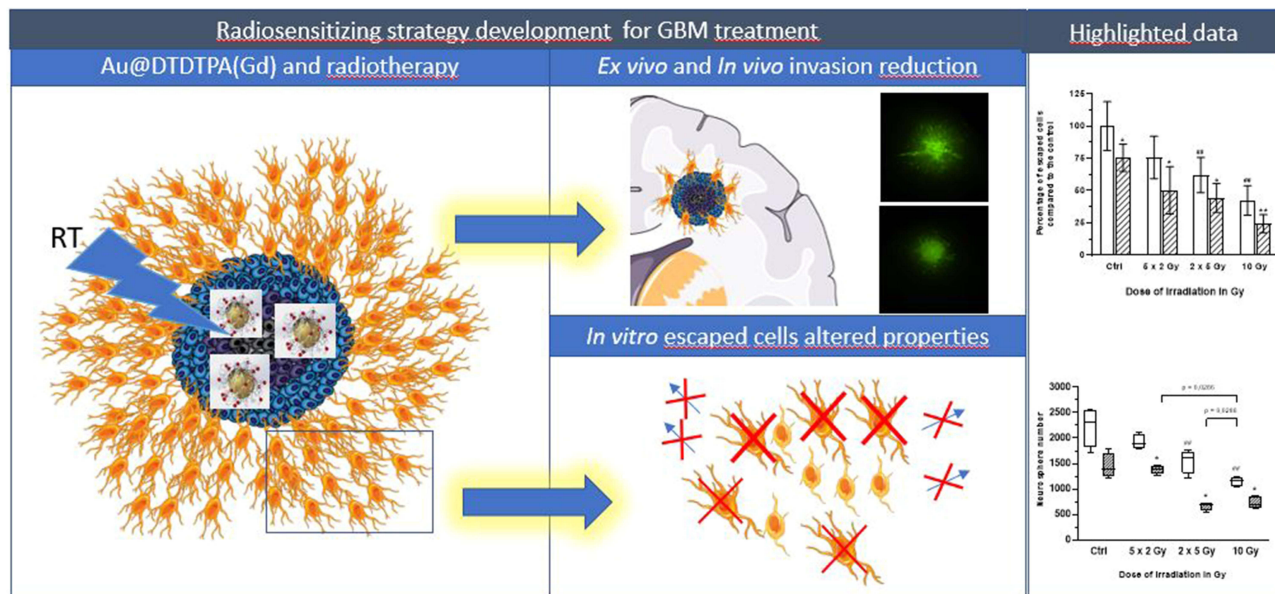 Radiosensitizing strategy development for GBM treatment
Highlighted data
Au@DTDTPA(Gd) and radiotherapy
Ex vivo and In vivo invasion reduction
RT
In vitro escaped cells altered properties
Percentage of escaped cells
compared to the control
125
100
75
50
25
0
*
*
##
*
##
**
Ctrl
5 x 2 Gy
2 x 5 Gy
10 Gy
Dose of Irradiation in Gy
Neuro sphere number
3000
2500
2000
1500
1000
500
0
p = 0,0286
p = 0,0286
*
##
*
##
*
Ctrl
5 x 2 Gy
2 x 5 Gy
10 Gy
Dose of Irradiation in Gy